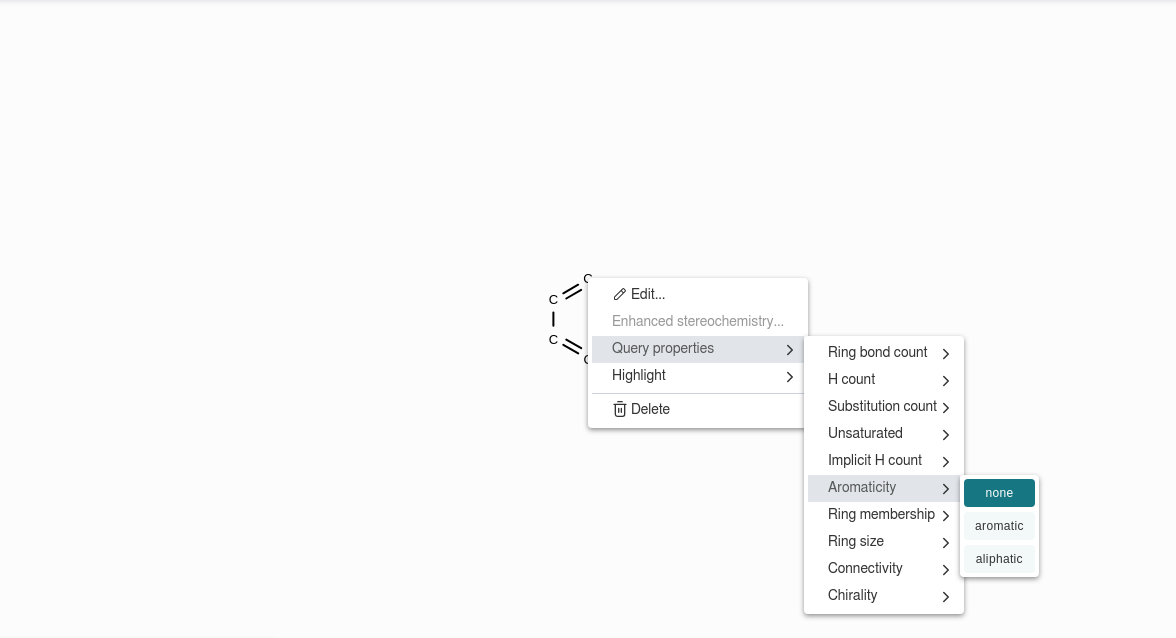 C
C
C
C
Edit...
Enhanced stereochemistry...
Query properties
Highlight
Delete
Ring bond count
H count
Substitution count
Unsaturated
Implicit H count
Aromaticity
Ring membership
Ring size
Connectivity
Chirality
none
aromatic
aliphatic